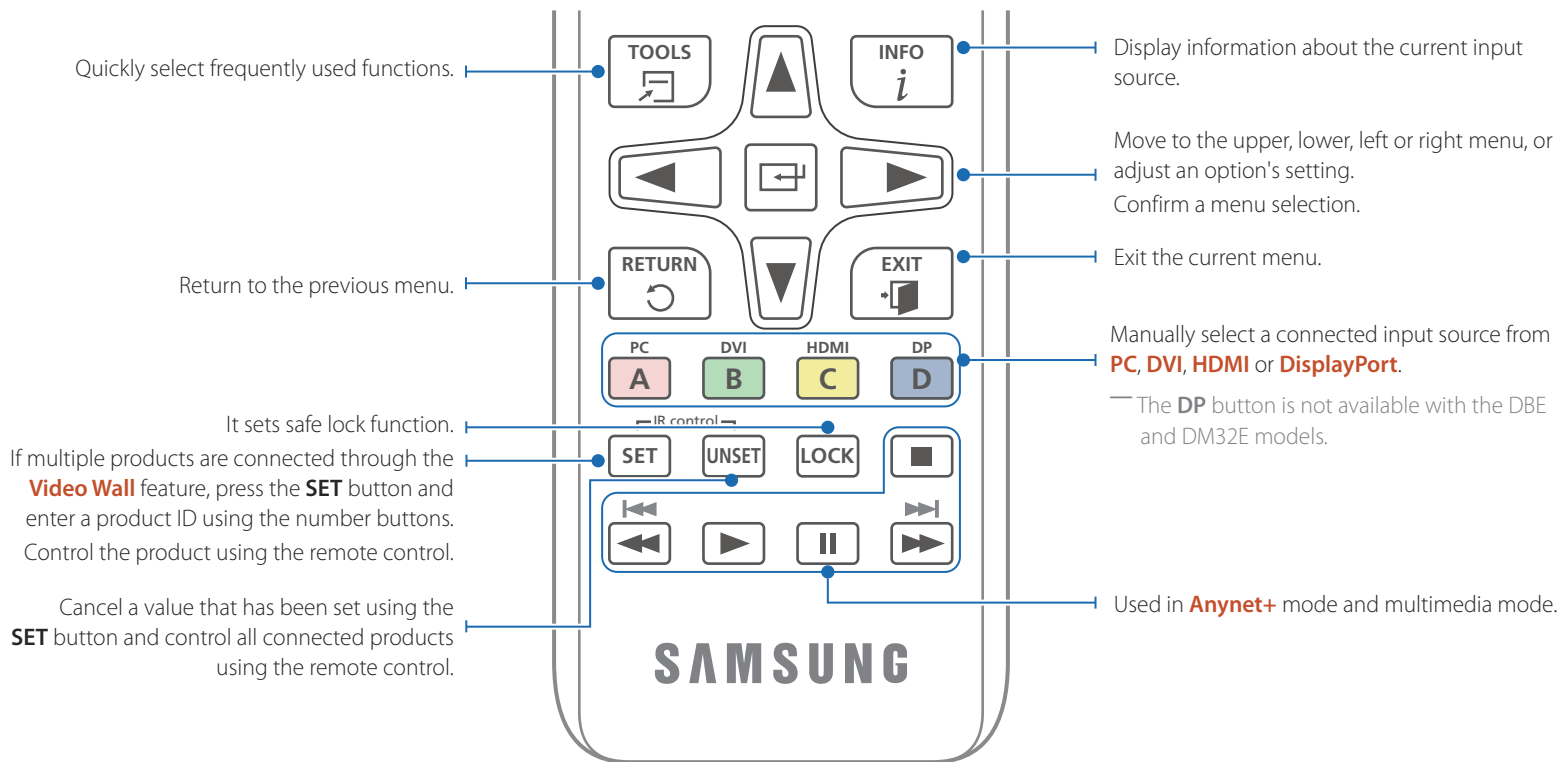 Quickly select frequently used functions.
Return to the previous menu.
It sets safe lock function.
If multiple products are connected through the
Video Wall feature, press the SET button and
enter a product ID using the number buttons.
Control the product using the remote control.
Cancel a value that has been set using the
SET button and control all connected products
using the remote control.
TOOLS
INFO
i
RETURN
EXIT
PC
DVI
HDMI
DP
A
B
C
D
IR control
SET
UNSET
LOCK
SAMSUNG
Display information about the current input
source.
Move to the upper, lower, left or right menu, or
adjust an option's setting.
Confirm a menu selection.
Exit the current menu.
Manually select a connected input source from
PC, DVI, HDMI or DisplayPort.
― The DP button is not available with the DBE
and DM32E models.
Used in Anynet+ mode and multimedia mode.